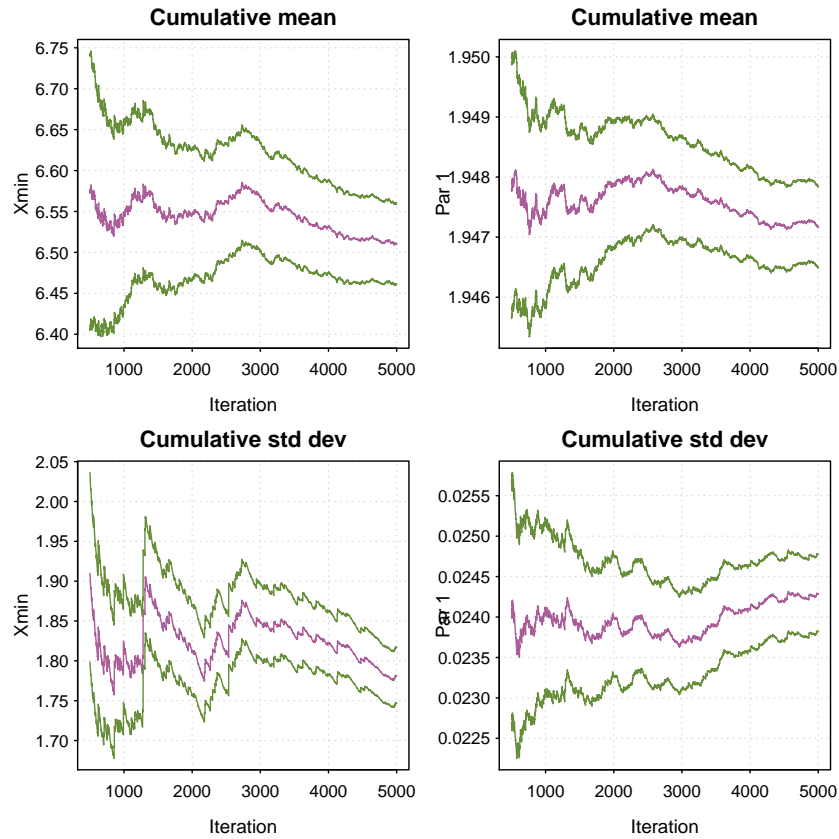 Cumulative mean
Xmin
6.75
6.70
6.65
6.60
6.55
6.50
6.45
6.40
1000 2000 3000 4000 5000
Iteration
Cumulative mean
Par 1
1.950
1.949
1.948
1.947
1.946
1000 2000 3000 4000 5000
Iteration
Cumulative std dev
Xmin
2.05
2.00
1.95
1.90
1.85
1.80
1.75
1.70
1000 2000 3000 4000 5000
Iteration
Cumulative std dev
Par 1
0.0255
0.0250
0.0245
0.0240
0.0235
0.0230
0.0225
1000 2000 3000 4000 5000
Iteration